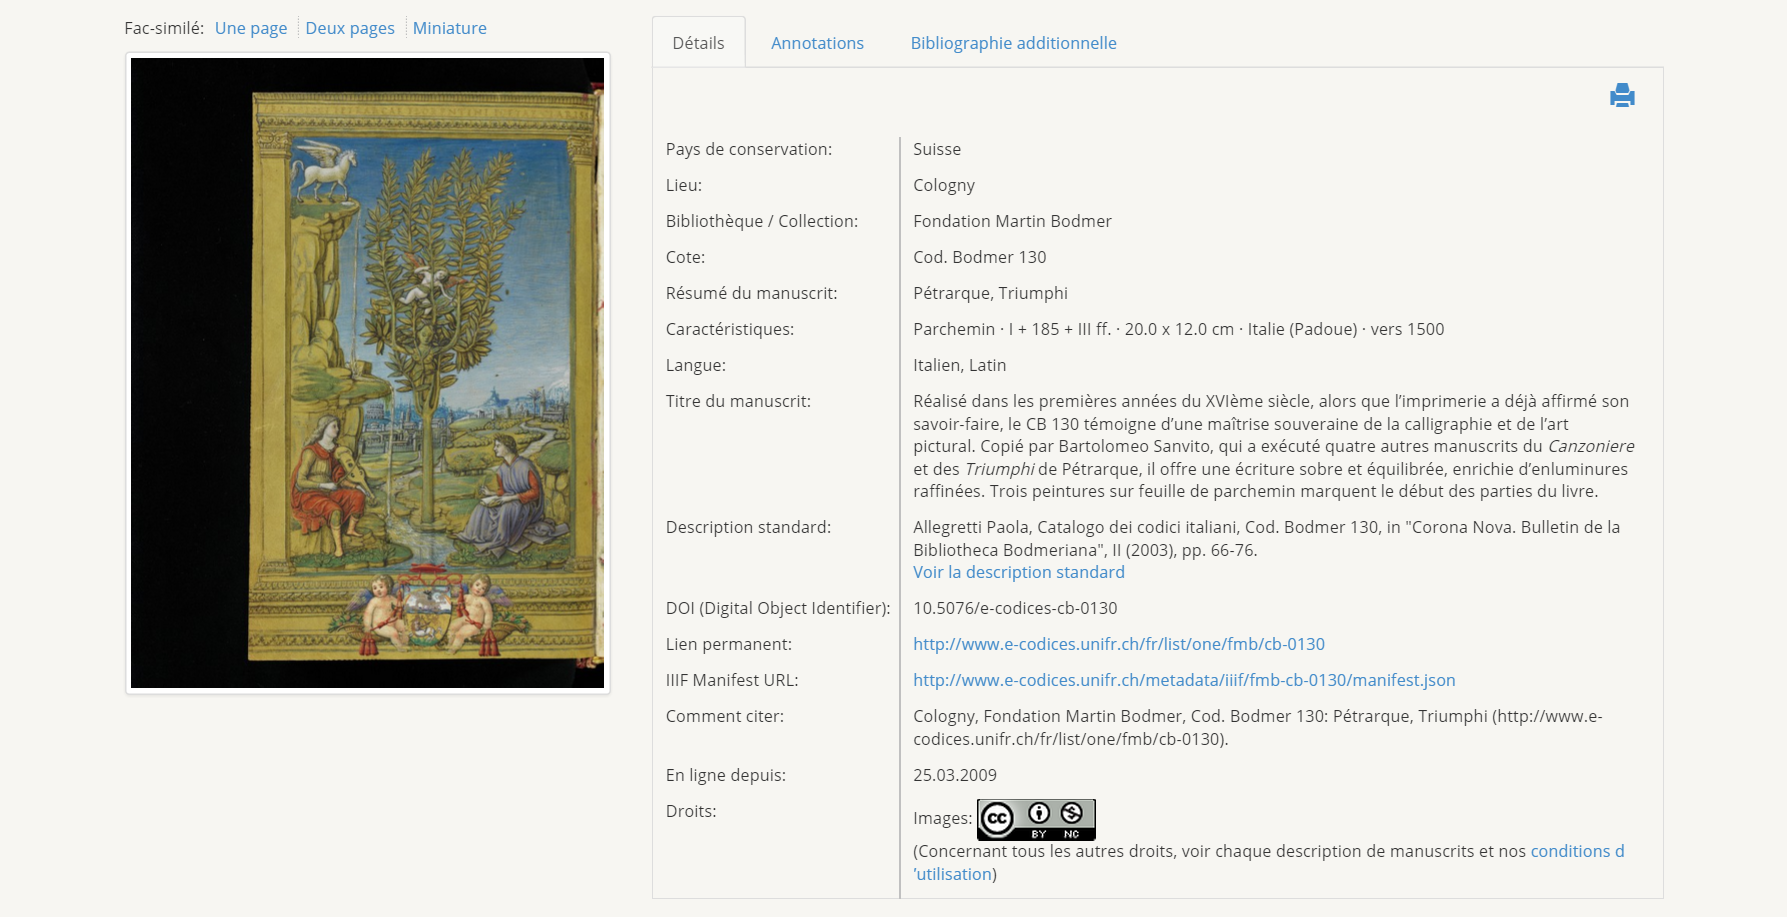 Fac-similé: Une page Deux pages Miniature
Détails Annotations Bibliographie additionnelle
Pays de conservation: Suisse
Lieu: Cologny
Bibliothèque / Collection: Fondation Martin Bodmer
Cote: Cod. Bodmer 130
Résumé du manuscrit: Pétrarque, Triumphi
Caractéristiques: Parchemin · I + 185 + III ff. · 20.0 x 12.0 cm · Italie (Padoue) · vers 1500
Langue: Italien, Latin
Titre du manuscrit: Réalisé dans les premières années du XVIème siècle, alors que l’imprimerie a déjà affirmé son
savoir-faire, le CB 130 témoigne d’une maîtrise souveraine de la calligraphie et de l’art
pictural. Copié par Bartolomeo Sanvito, qui a exécuté quatre autres manuscrits du Canzoniere
et des Triumphi de Pétrarque, il offre une écriture sobre et équilibrée, enrichie d’enluminures
raffinées. Trois peintures sur feuille de parchemin marquent le début des parties du livre.
Description standard: Allegretti Paola, Catalogo dei codici italiani, Cod. Bodmer 130, in "Corona Nova. Bulletin de la
Bibliotheca Bodmeriana", II (2003), pp. 66-76.
Voir la description standard
DOI (Digital Object Identifier): 10.5076/e-codices-cb-0130
Lien permanent: http://www.e-codices.unifr.ch/fr/list/one/fmb/cb-0130
IIIF Manifest URL: http://www.e-codices.unifr.ch/metadata/iiif/fmb-cb-0130/manifest.json
Comment citer: Cologny, Fondation Martin Bodmer, Cod. Bodmer 130: Pétrarque, Triumphi (http://www.e-
codices.unifr.ch/fr/list/one/fmb/cb-0130).
En ligne depuis: 25.03.2009
Droits: Images: CC BY NC
(Concernant tous les autres droits, voir chaque description de manuscrits et nos conditions d
'utilisation)